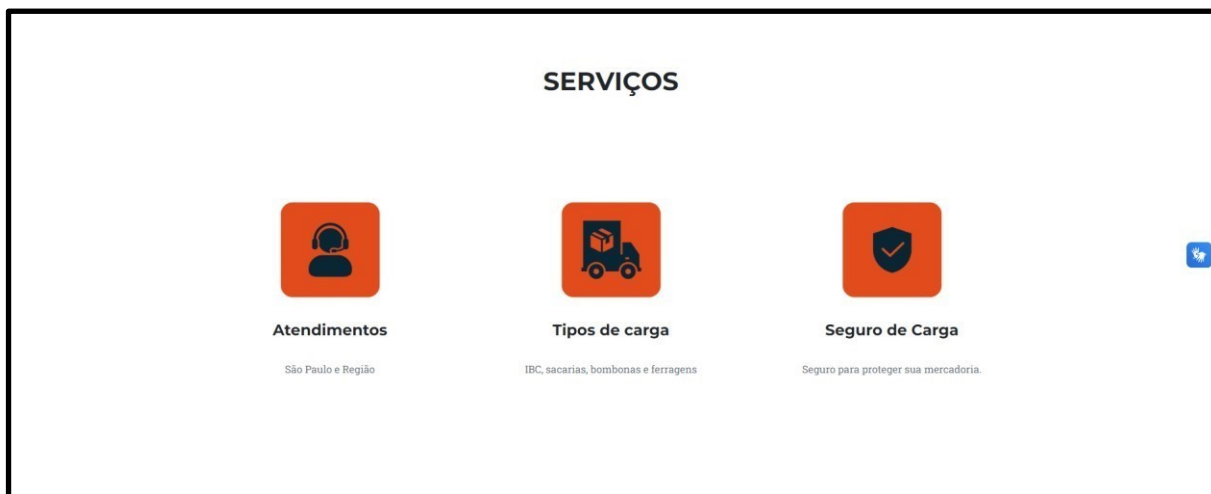 SERVIÇOS
Atendimentos
São Paulo e Região
Tipos de carga
IBC, sacarias, bombonas e ferragens
Seguro de Carga
Seguro para proteger sua mercadoria.